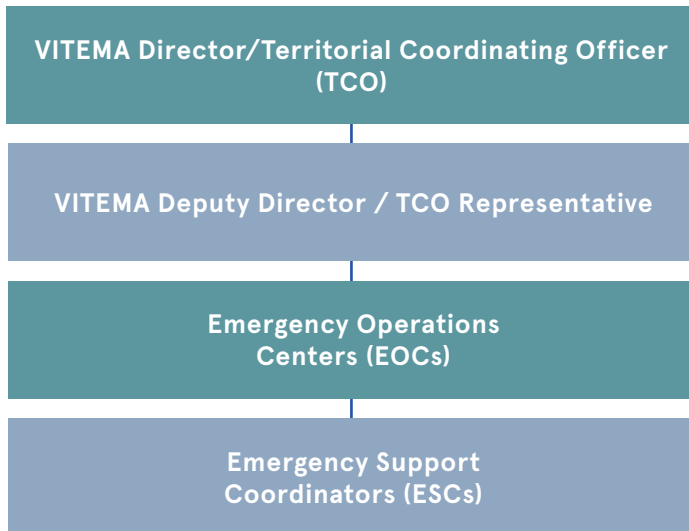 VITEMA Director/Territorial Coordinating Officer
(TCO)
VITEMA Deputy Director / TCO Representative
Emergency Operations
Centers (EOCs)
Emergency Support
Coordinators (ESCs)